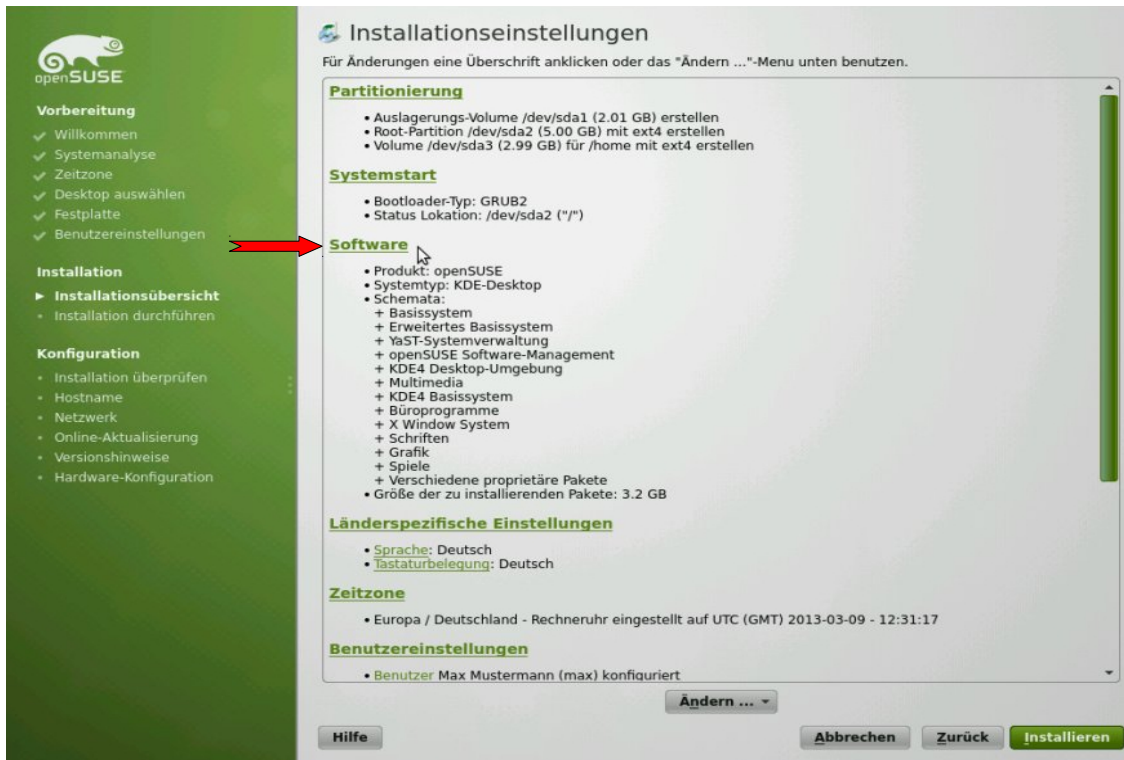 openSUSE
Vorbereitung
Willkommen
Systemanalyse
Zeitzone
Desktop auswählen
Festplatte
Benutzereinstellungen
Installation
Installationsübersicht
Installation durchführen
Konfiguration
Installation überprüfen
Hostname
Netzwerk
Online-Aktualisierung
Versionshinweise
Hardware-Konfiguration
Installationseinstellungen
Für Änderungen eine Überschrift anklicken oder das "Ändern ..."-Menu unten benutzen.
Partitionierung
• Auslagerungs-Volume /dev/sda1 (2.01 GB) erstellen
• Root-Partition /dev/sda2 (5.00 GB) mit ext4 erstellen
• Volume /dev/sda3 (2.99 GB) für /home mit ext4 erstellen
Systemstart
• Bootloader-Typ: GRUB2
• Status Lokation: /dev/sda2 ("/")
Software
• Produkt: openSUSE
• Systemtyp: KDE-Desktop
• Schemata:
+ Basissystem
+ Erweitertes Basissystem
+ YaST-Systemverwaltung
+ openSUSE Software-Management
+ KDE4 Desktop-Umgebung
+ Multimedia
+ KDE4 Basissystem
+ Büroprogramme
+ X Window System
+ Schriften
+ Grafik
+ Spiele
+ Verschiedene proprietäre Pakete
• Größe der zu installierenden Pakete: 3.2 GB
Länderspezifische Einstellungen
• Sprache: Deutsch
• Tastaturbelegung: Deutsch
Zeitzone
• Europa / Deutschland - Rechneruhr eingestellt auf UTC (GMT) 2013-03-09 - 12:31:17
Benutzereinstellungen
• Benutzer Max Mustermann (max) konfiguriert
Ändern ...
Hilfe
Abbrechen
Zurück
Installieren